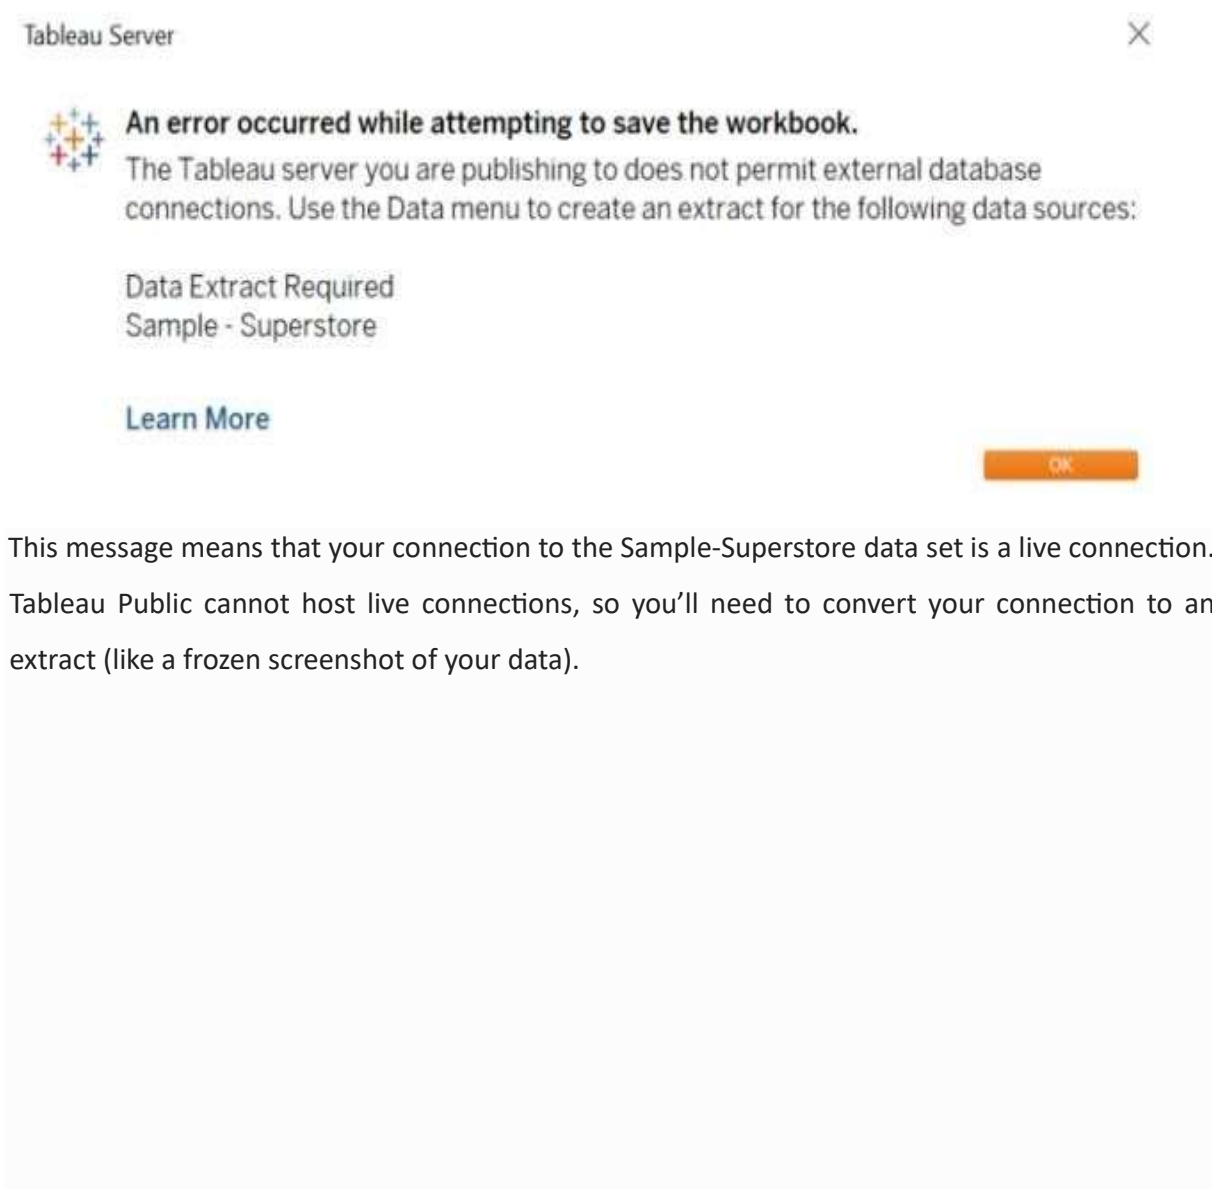 Tableau Server
An error occurred while attempting to save the workbook.
The Tableau server you are publishing to does not permit external database
connections. Use the Data menu to create an extract for the following data sources:
Data Extract Required
Sample - Superstore
Learn More
OK
This message means that your connection to the Sample-Superstore data set is a live connection.
Tableau Public cannot host live connections, so you’ll need to convert your connection to an
extract (like a frozen screenshot of your data).